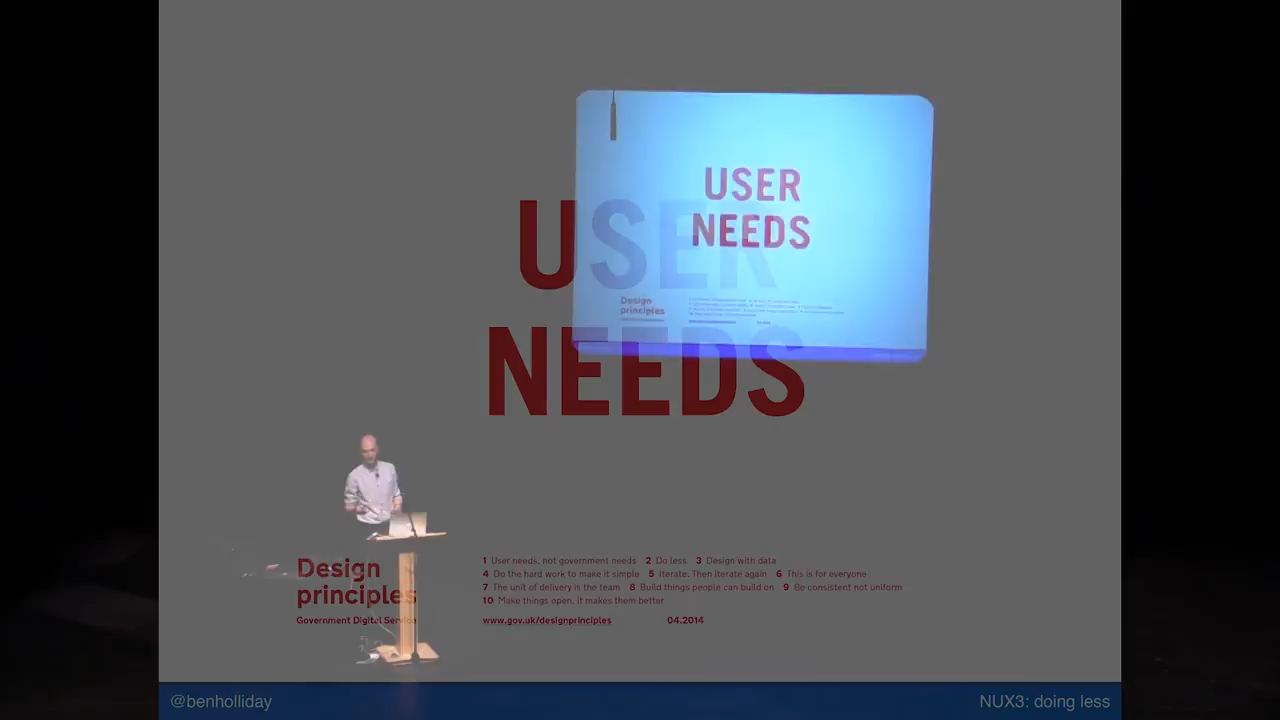 USER
NEEDS
USER
NEEDS
Design
principles
Design
principles
Government Digital Service
1 User needs, not government needs 2 Do less 3 Design with data
4 Do the hard work to make it simple 5 Iterate. Then iterate again 6 This is for everyone
7 The unit of delivery is the team 8 Build things people can build on 9 Be consistent not uniform
10 Make things open, it makes them better
www.gov.uk/designprinciples 04.2014
@benholliday NUX3: doing less